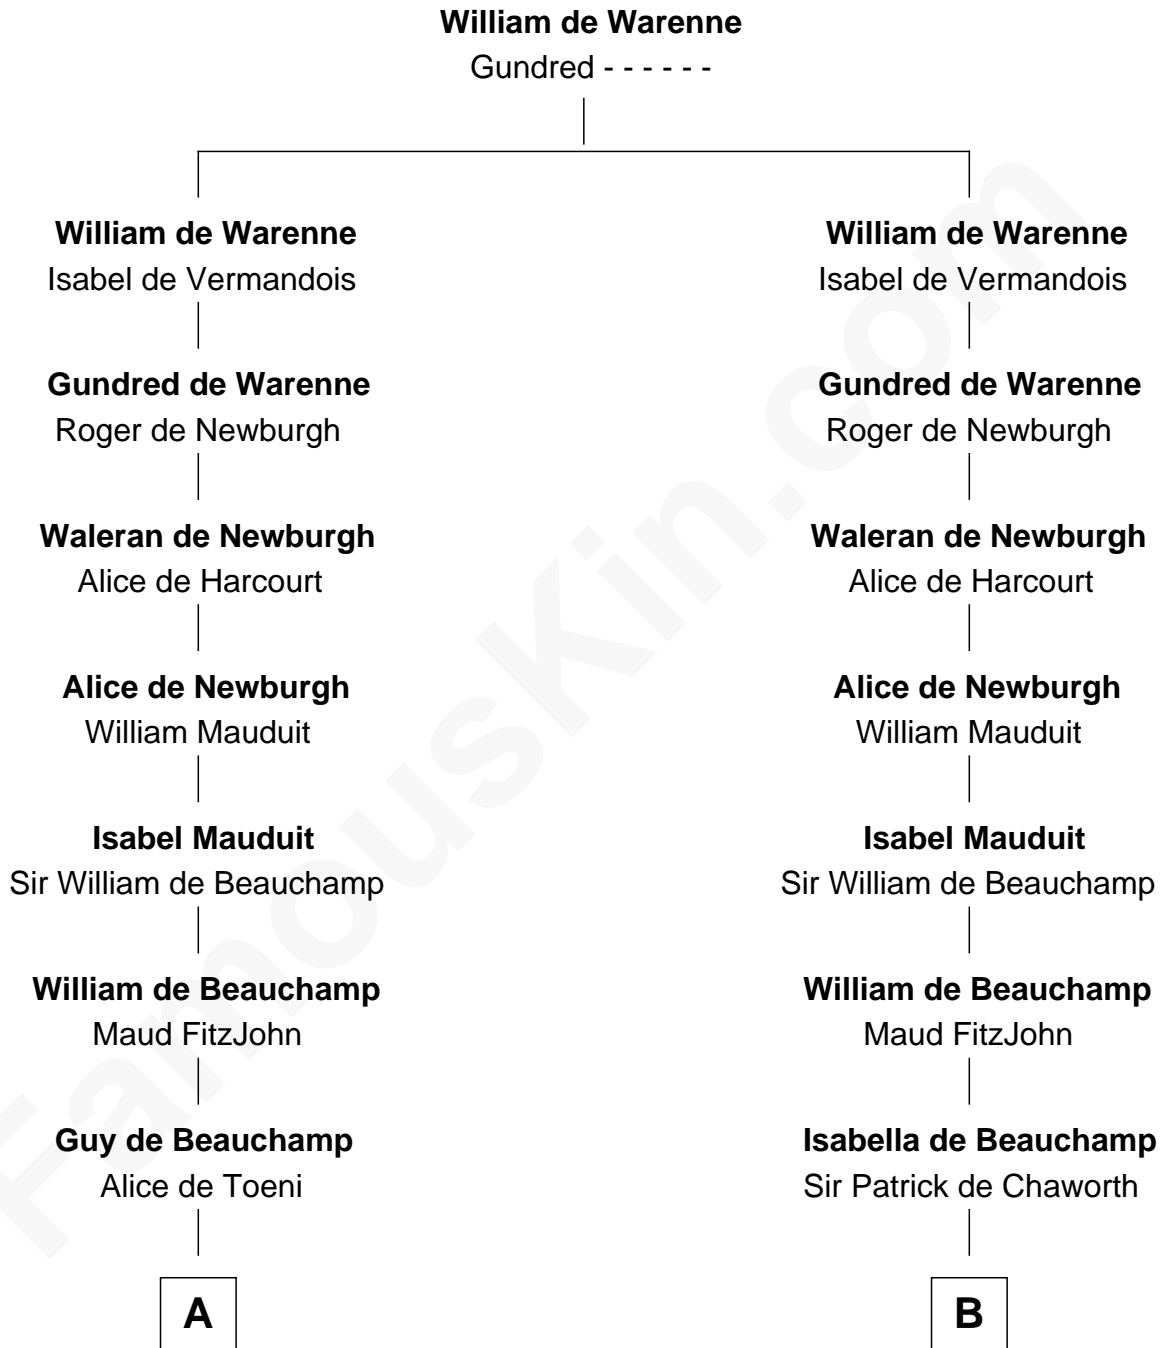 William de Warenne
Gundred - - - - - -
William de Warenne
Isabel de Vermandois
Gundred de Warenne
Roger de Newburgh
Waleran de Newburgh
Alice de Harcourt
Alice de Newburgh
William Mauduit
Isabel Mauduit
Sir William de Beauchamp
William de Beauchamp
Maud FitzJohn
Guy de Beauchamp
Alice de Toeni
A
William de Warenne
Isabel de Vermandois
Gundred de Warenne
Roger de Newburgh
Waleran de Newburgh
Alice de Harcourt
Alice de Newburgh
William Mauduit
Isabel Mauduit
Sir William de Beauchamp
William de Beauchamp
Maud FitzJohn
Isabella de Beauchamp
Sir Patrick de Chaworth
B
FamousKin.com